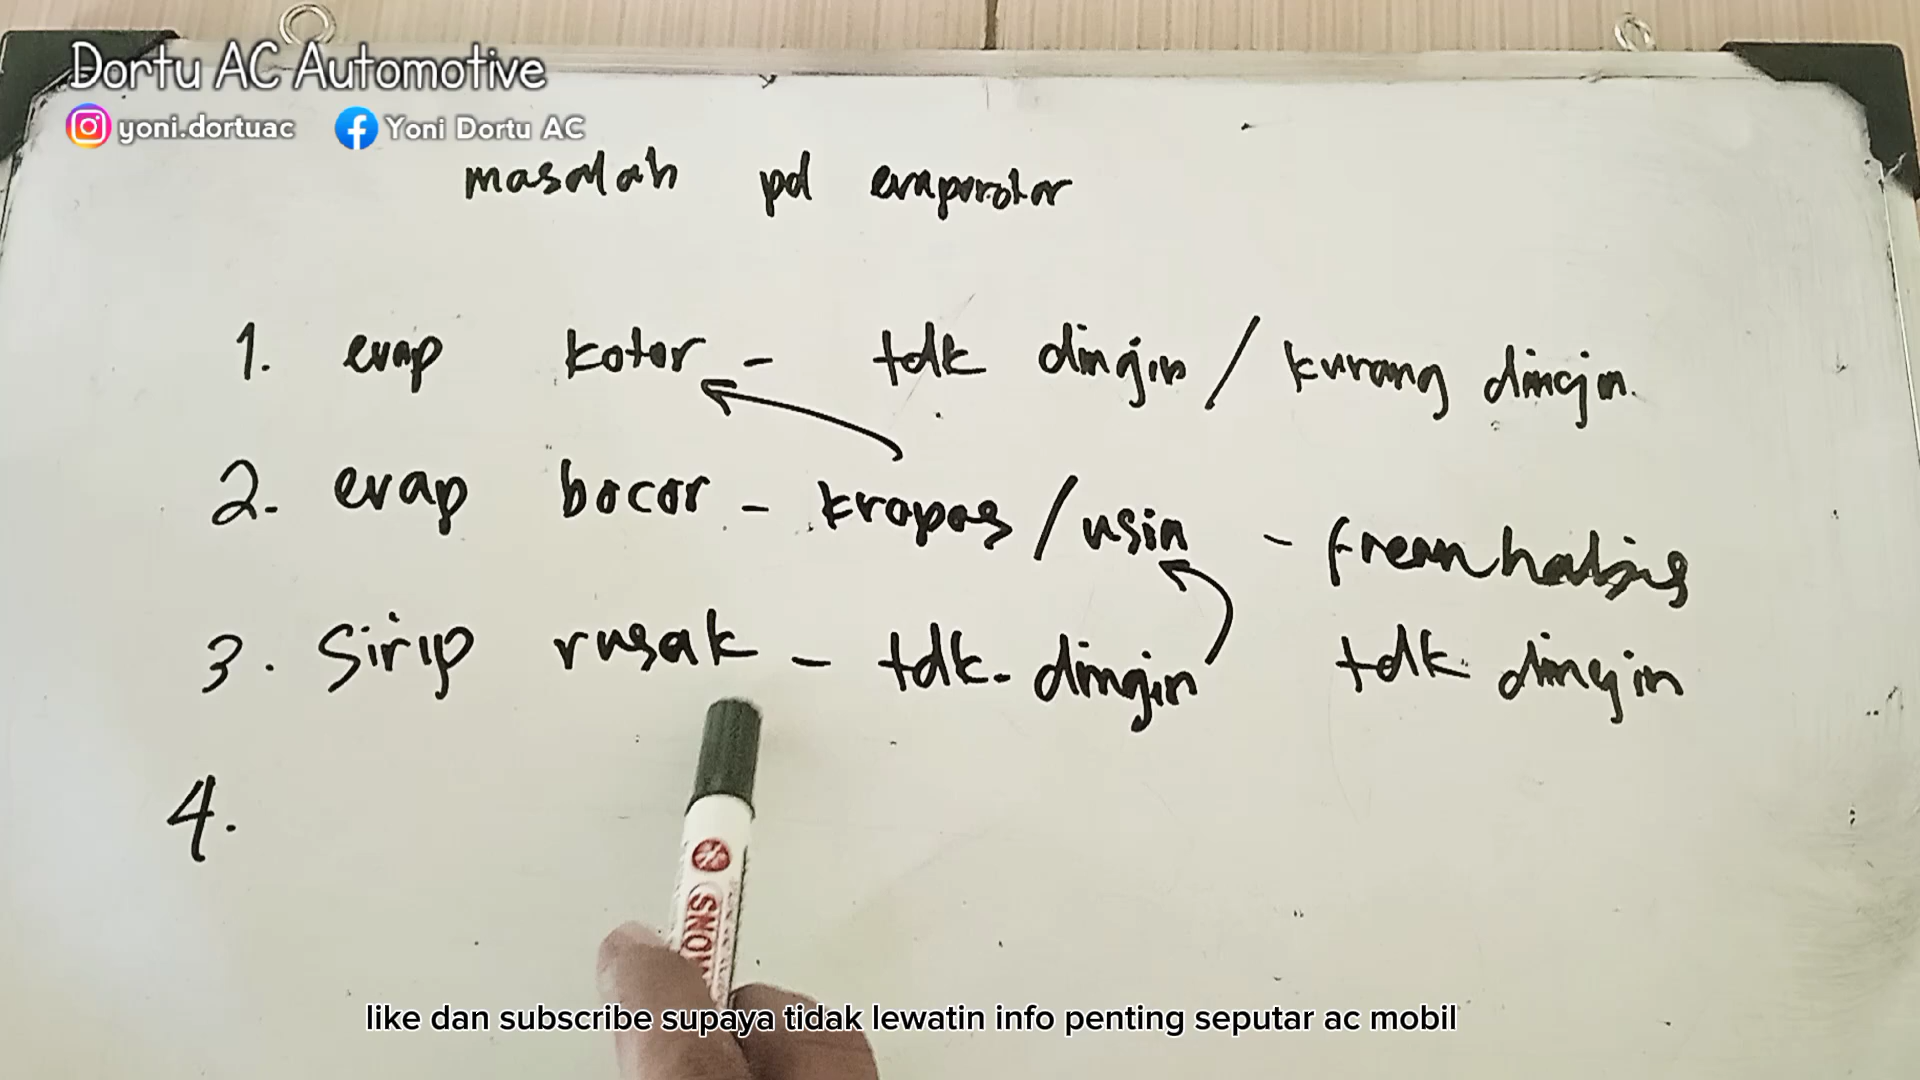 Dortu AC Automotive
yoni.dortuac Yoni Dortu AC
masalah pd evaporator
1. evap kotor - tdk dingin / kurang dingin.
2. evap bocor - kropos / usia - freon habis
3. Sirip rusak - tdk. dingin tdk dingin
4.
IONS
like dan subscribe supaya tidak lewatin info penting seputar ac mobil